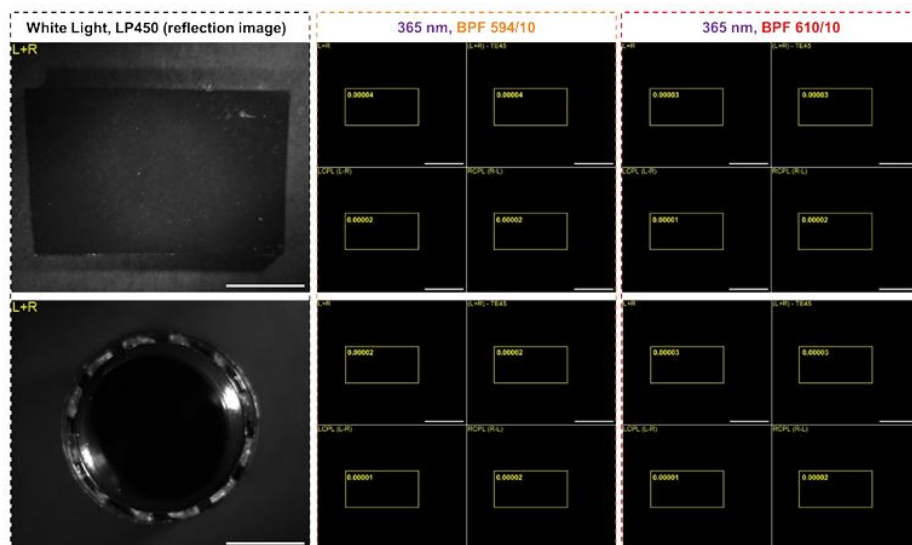 White Light, LP450 (reflection image)
365 nm, BPF 594/10
365 nm, BPF 610/10
L+R
L+R
(L+R) - TE45
L+R
(L+R) - TE45
0.00004
0.00004
0.00003
0.00003
LCPL (L-R)
RCPL (R-L)
LCPL (L-R)
RCPL (R-L)
0.00002
0.00002
0.00001
0.00002
L+R
L+R
(L+R) - TE45
L+R
(L+R) - TE45
0.00002
0.00002
0.00003
0.00003
LCPL (L-R)
RCPL (R-L)
LCPL (L-R)
RCPL (R-L)
0.00001
0.00002
0.00001
0.00002